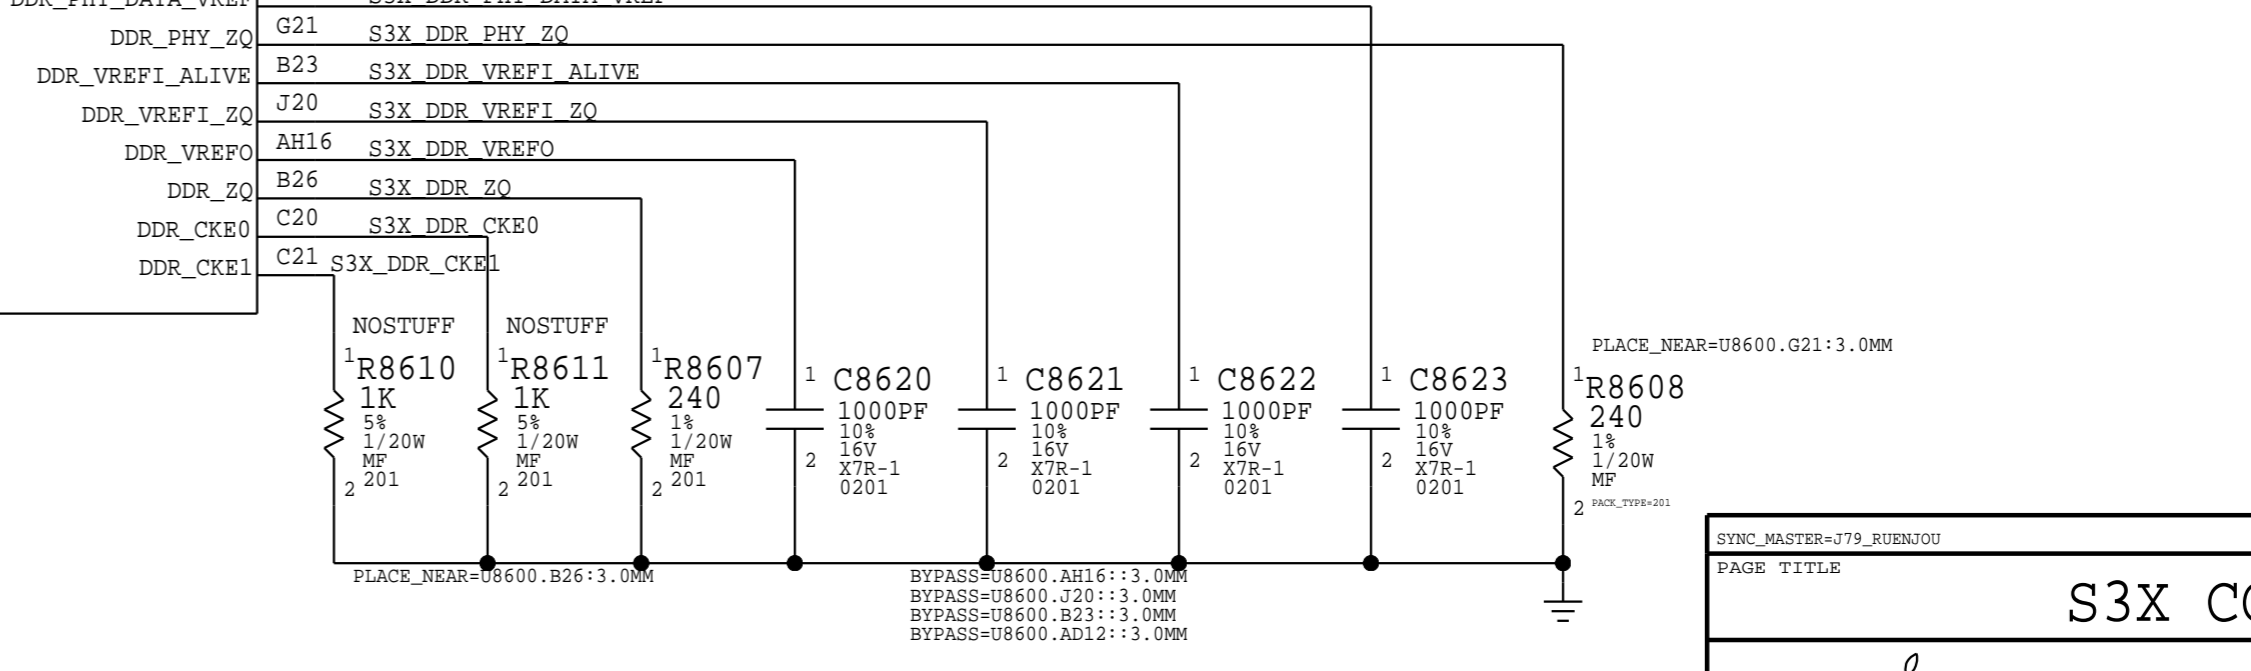 DDR_PHY_DATA_VREF S3X_DDR_PHY_DATA_VREF
DDR_PHY_ZQ G21 S3X_DDR_PHY_ZQ
DDR_VREFI_ALIVE B23 S3X_DDR_VREFI_ALIVE
DDR_VREFI_ZQ J20 S3X_DDR_VREFI_ZQ
DDR_VREFO AH16 S3X_DDR_VREFO
DDR_ZQ B26 S3X_DDR_ZQ
DDR_CKE0 C20 S3X_DDR_CKE0
DDR_CKE1 C21 S3X_DDR_CKE1
NOSTUFF
1
R8610
1K
5%
1/20W
MF
201
2
NOSTUFF
1
R8611
1K
5%
1/20W
MF
201
2
1
R8607
240
1%
1/20W
MF
201
2
1
C8620
1000PF
10%
16V
X7R-1
0201
2
1
C8621
1000PF
10%
16V
X7R-1
0201
2
1
C8622
1000PF
10%
16V
X7R-1
0201
2
1
C8623
1000PF
10%
16V
X7R-1
0201
2
PLACE_NEAR=U8600.G21:3.0MM
1
R8608
240
1%
1/20W
MF
2 PACK_TYPE=201
PLACE_NEAR=U8600.B26:3.0MM
BYPASS=U8600.AH16::3.0MM
BYPASS=U8600.J20::3.0MM
BYPASS=U8600.B23::3.0MM
BYPASS=U8600.AD12::3.0MM
SYNC_MASTER=J79_RUENJOU
PAGE TITLE
S3X